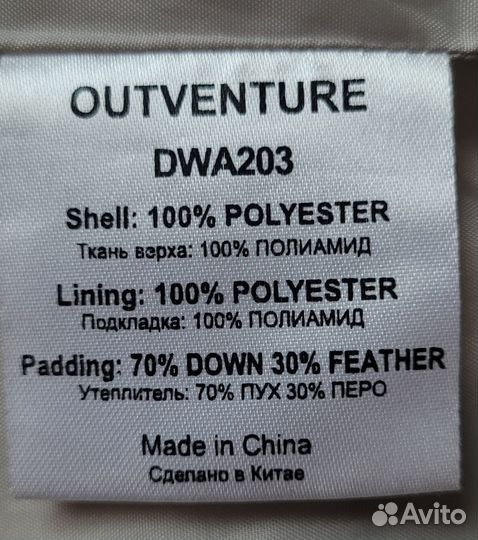 OUTVENTURE
DWA203
Shell: 100% POLYESTER
Ткань верха: 100% ПОЛИАМИД
Lining: 100% POLYESTER
Подкладка: 100% ПОЛИАМИД
Padding: 70% DOWN 30% FEATHER
Утеплитель: 70% ПУХ 30% ПЕРО
Made in China
Сделано в Китае
Avito